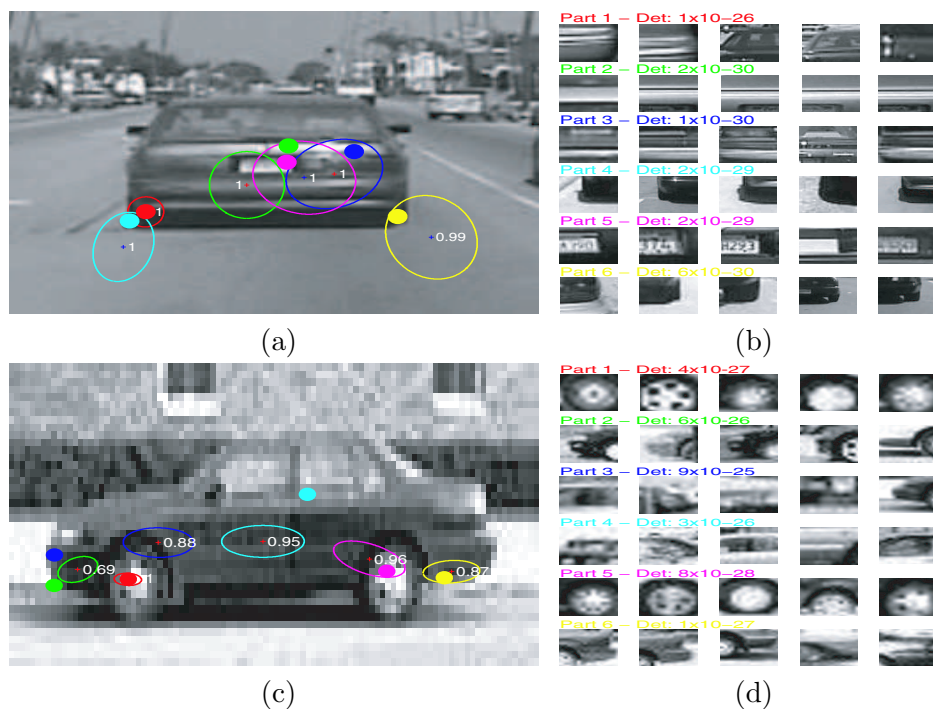 1
1
1
1
1
0.99
(a)
Part 1 – Det: 1x10–26
Part 2 – Det: 2x10–30
Part 3 – Det: 1x10–30
Part 4 – Det: 2x10–29
Part 5 – Det: 2x10–29
Part 6 – Det: 6x10–30
(b)
0.88
0.95
0.96
0.69
0.87
(c)
Part 1 – Det: 4x10-27
Part 2 – Det: 6x10-26
Part 3 – Det: 9x10–25
Part 4 – Det: 3x10–26
Part 5 – Det: 8x10–28
Part 6 – Det: 1x10–27
(d)